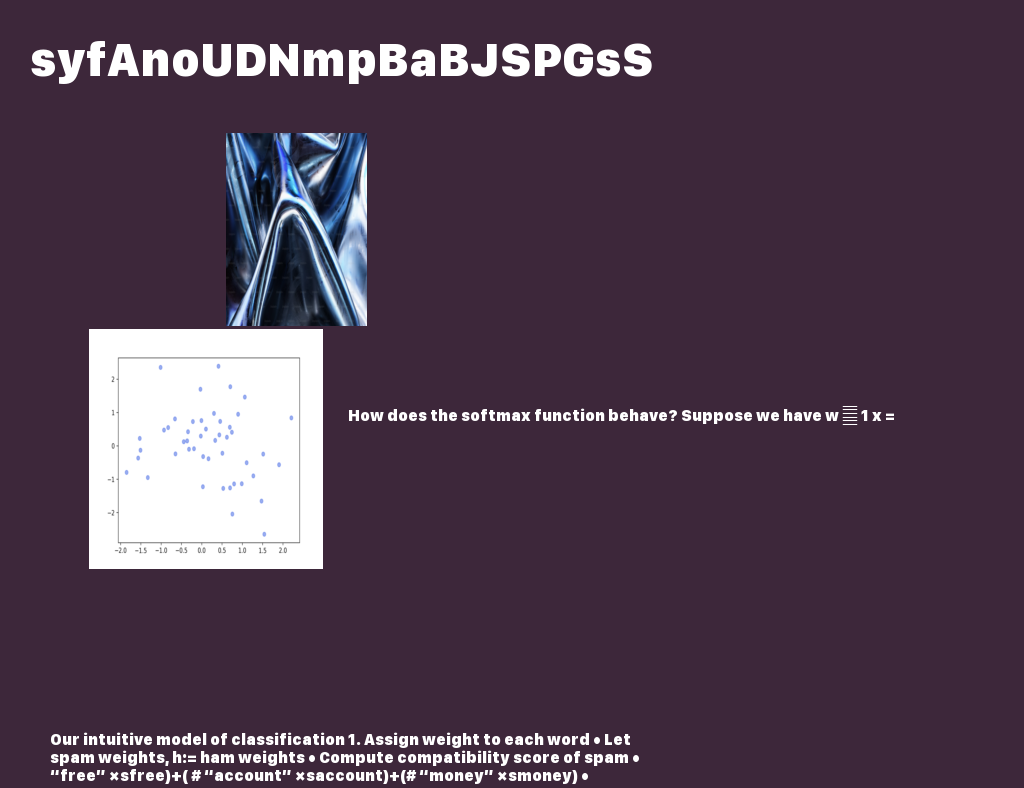 syfAnoUDNmpBaBJSPGsS
2
1
0
−1
−2
−2.0 −1.5 −1.0 −0.5 0.0 0.5 1.0 1.5 2.0
How does the softmax function behave? Suppose we have w 1 x =
Our intuitive model of classification 1. Assign weight to each word • Let
spam weights, h:= ham weights • Compute compatibility score of spam •
“free” ×sfree)+( # “account” ×saccount)+(# “money” ×smoney) •